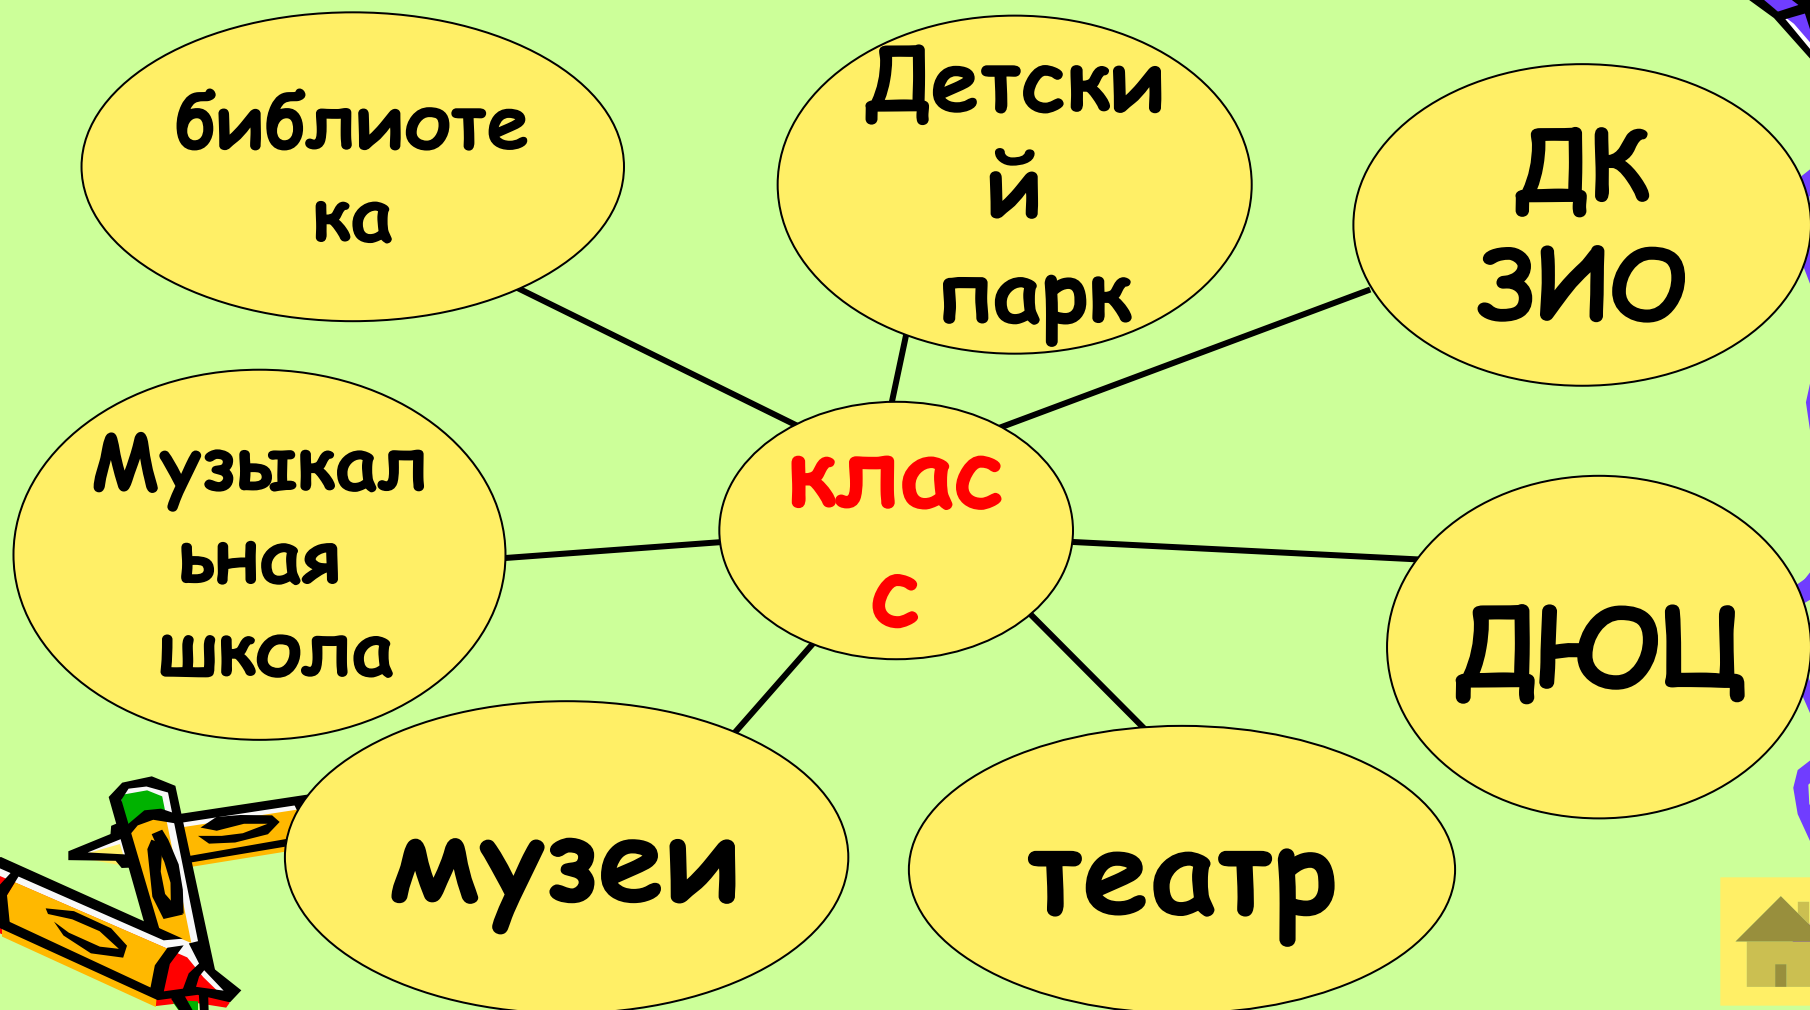 библиоте
ка
Детски
й
парк
ДК
ЗИО
Музыкал
ьная
школа
клас
с
ДЮЦ
музеи
театр